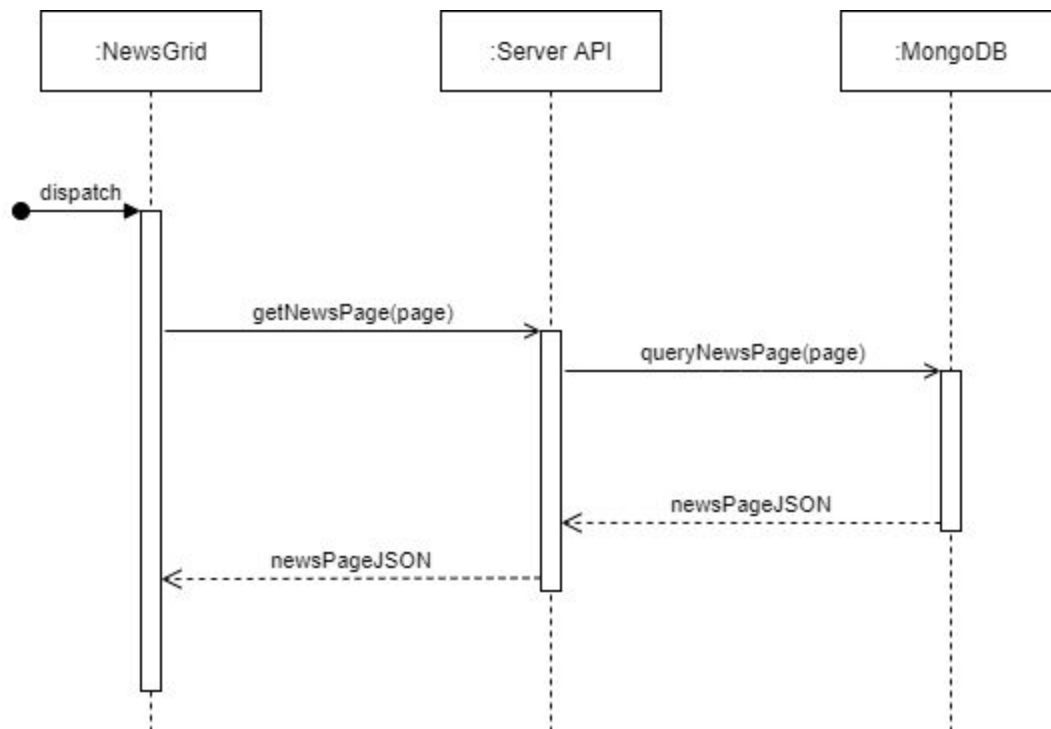 :NewsGrid
:Server API
:MongoDB
dispatch
getNewsPage(page)
queryNewsPage(page)
newsPageJSON
newsPageJSON